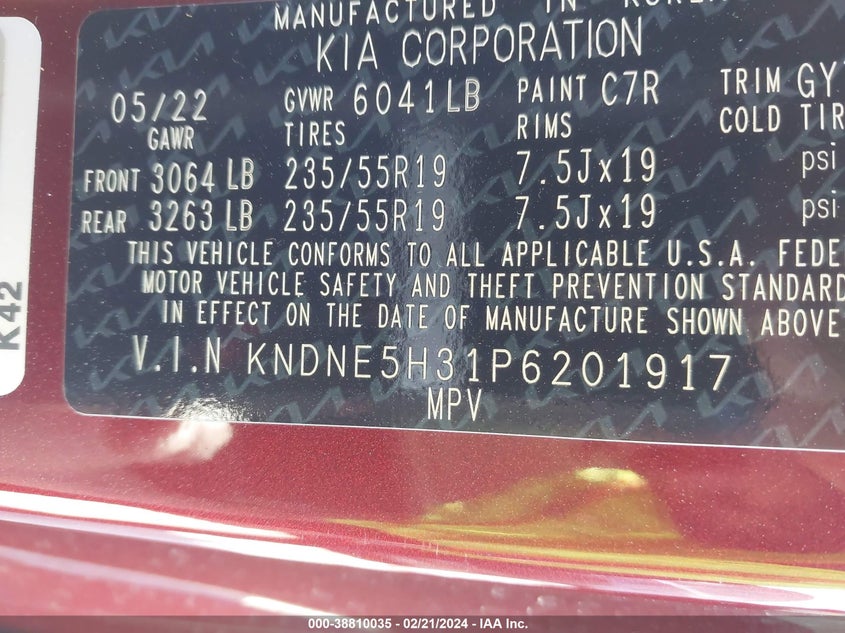 MANUFACTURED IN KOREA
KIA CORPORATION
05/22 GVWR 6041LB PAINT C7R TRIM GY
GAWR TIRES RIMS COLD TIR
FRONT 3064 LB 235/55R19 7.5Jx19 psi
REAR 3263 LB 235/55R19 7.5Jx19 psi
THIS VEHICLE CONFORMS TO ALL APPLICABLE U.S.A. FEDE
MOTOR VEHICLE SAFETY AND THEFT PREVENTION STANDARD
IN EFFECT ON THE DATE OF MANUFACTURE SHOWN ABOVE
V.I.N KNDNE5H31P6201917
MPV
K42
000-38810035 - 02/21/2024 - IAA Inc.